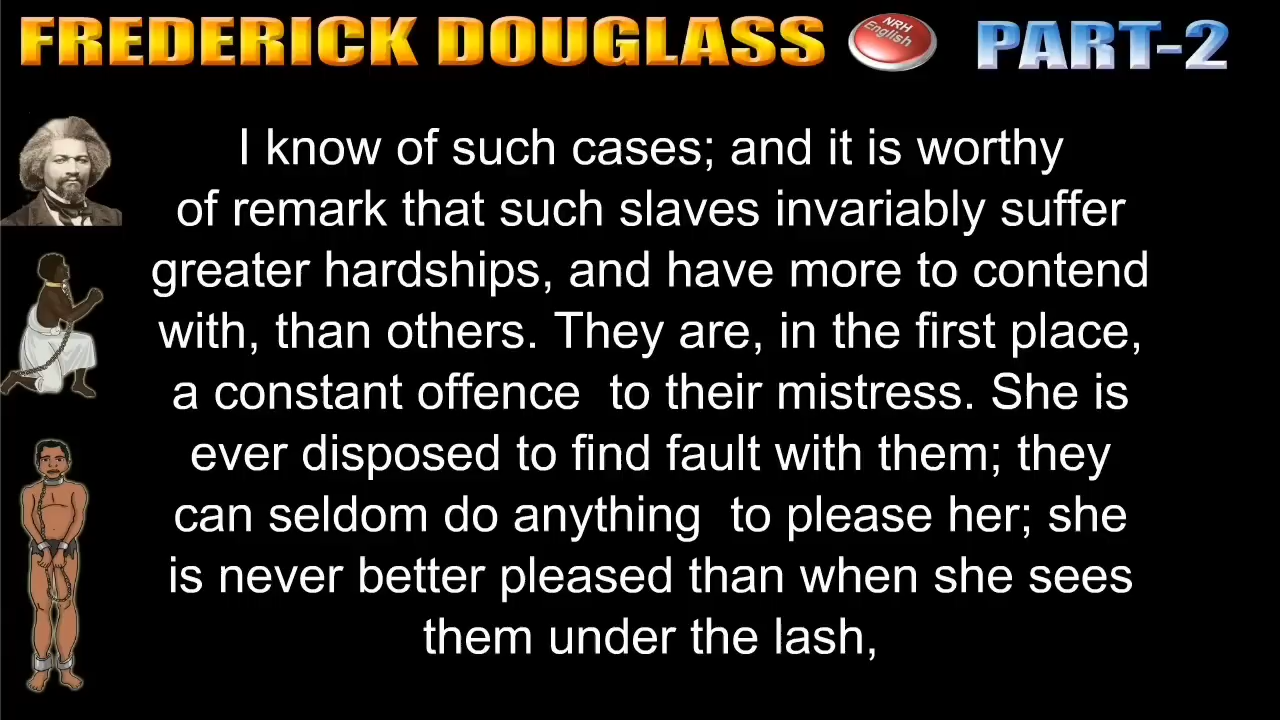 FREDERICK DOUGLASS
NRH
English
PART-2
I know of such cases; and it is worthy
of remark that such slaves invariably suffer
greater hardships, and have more to contend
with, than others. They are, in the first place,
a constant offence  to their mistress. She is
ever disposed to find fault with them; they
can seldom do anything  to please her; she
is never better pleased than when she sees
them under the lash,